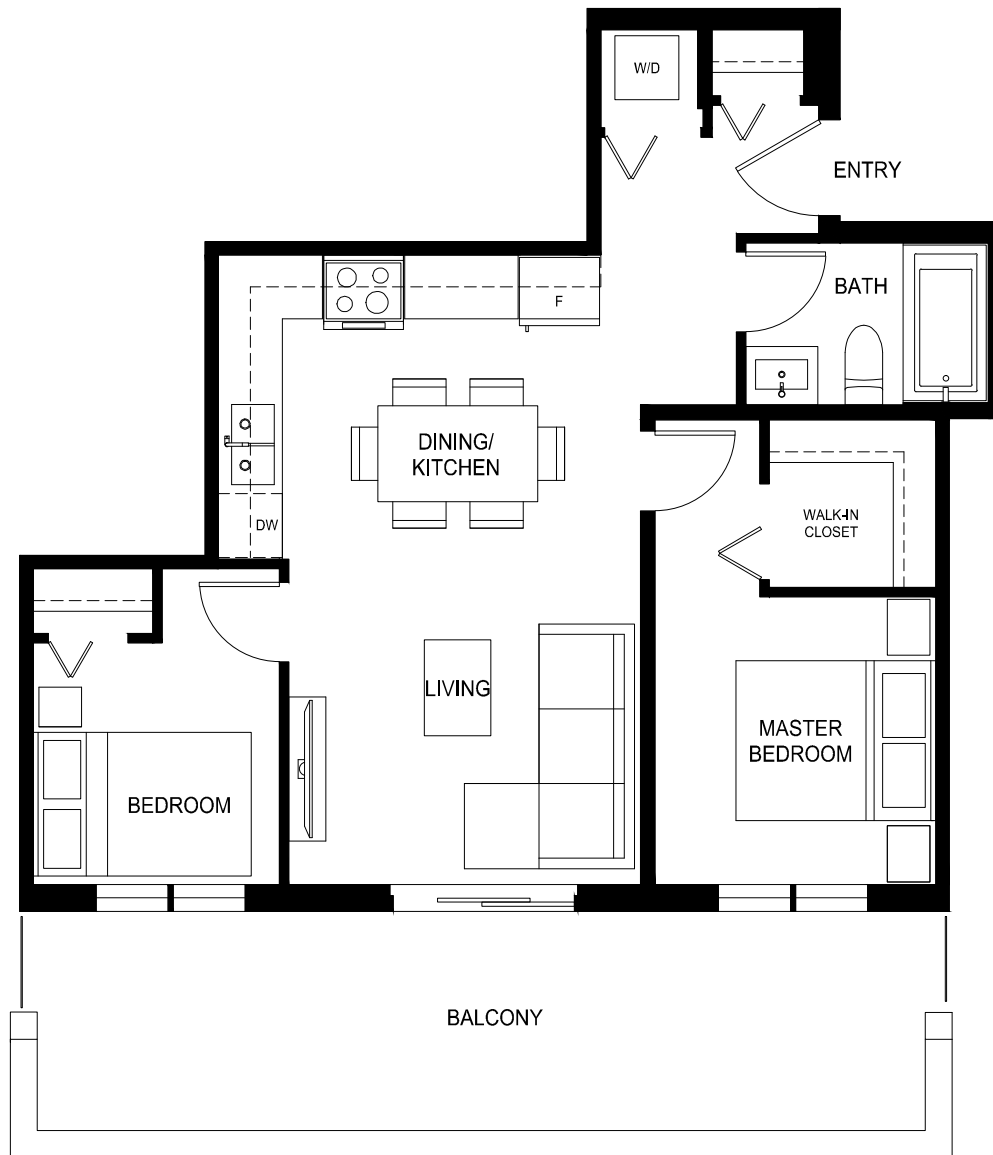 W/D
ENTRY
BATH
F
DINING/
KITCHEN
DW
WALK-IN
CLOSET
LIVING
MASTER
BEDROOM
BEDROOM
BALCONY